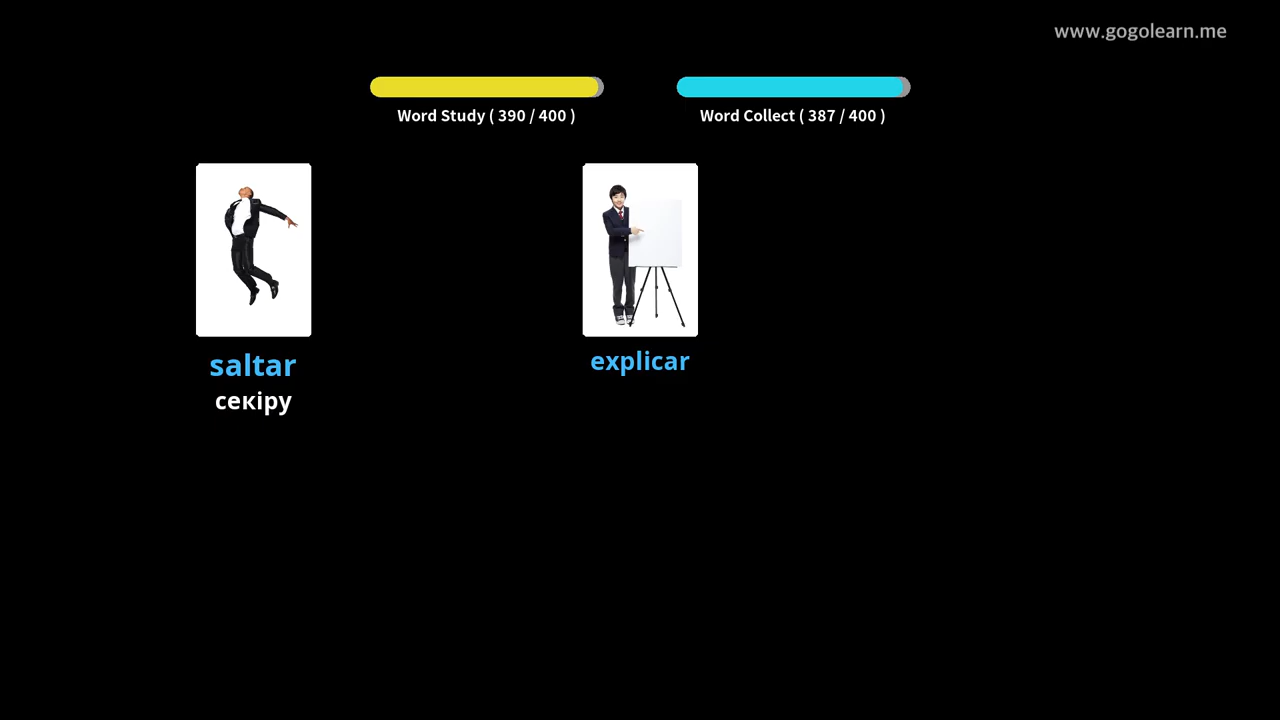 www.gogolearn.me
Word Study ( 390 / 400 )
Word Collect ( 387 / 400 )
saltar
секіру
explicar